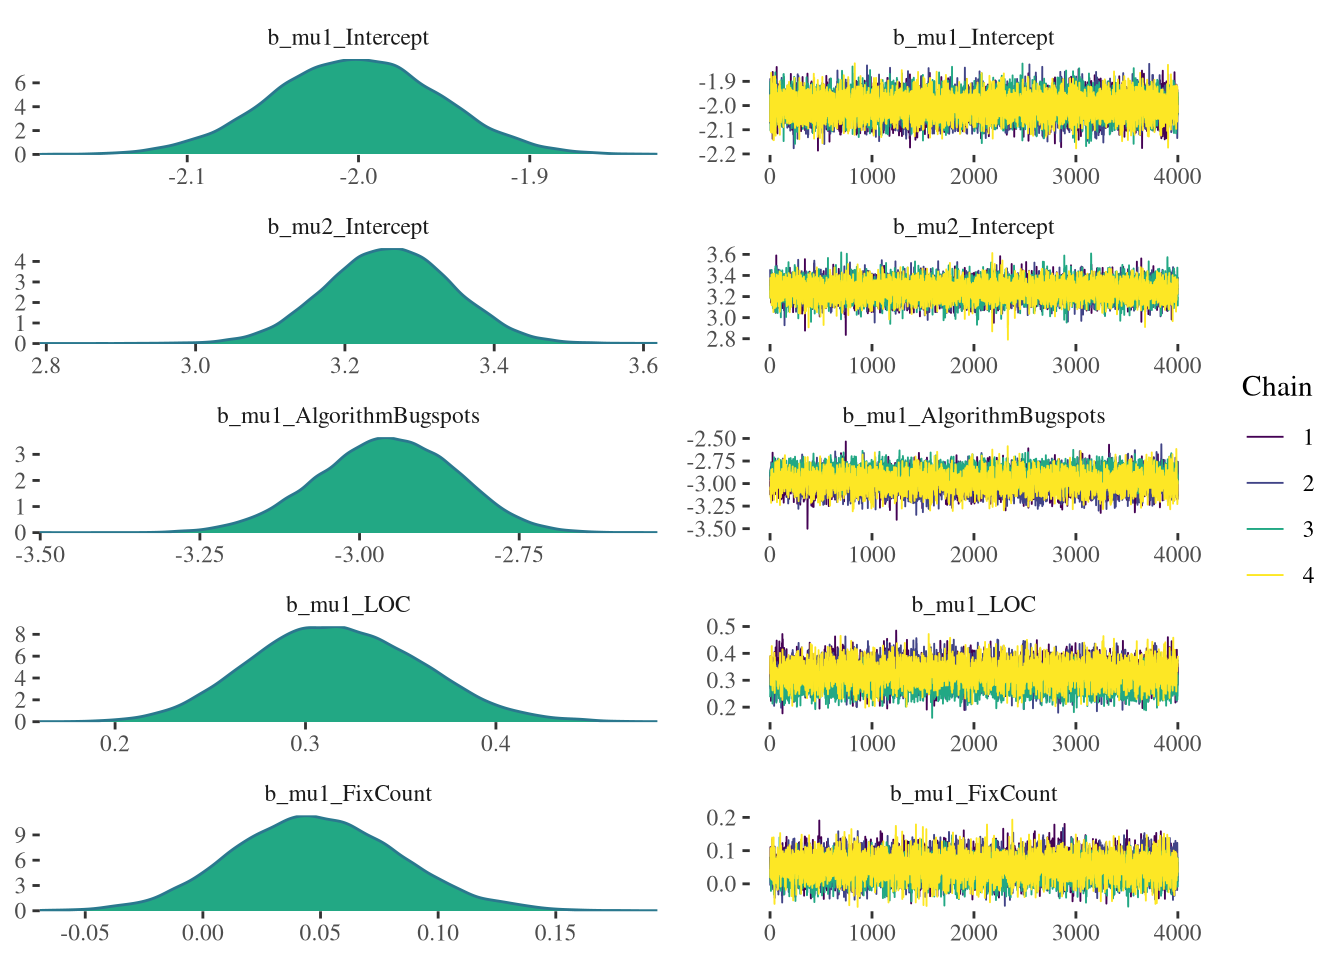 b_mu1_Intercept
6
4
2
0
-2.1 -2.0 -1.9
b_mu1_Intercept
-1.9
-2.0
-2.1
-2.2
0 1000 2000 3000 4000
b_mu2_Intercept
4
3
2
1
0
2.8 3.0 3.2 3.4 3.6
b_mu2_Intercept
3.6
3.4
3.2
3.0
2.8
0 1000 2000 3000 4000
b_mu1_AlgorithmBugspots
3
2
1
0
-3.50 -3.25 -3.00 -2.75
b_mu1_AlgorithmBugspots
-2.50
-2.75
-3.00
-3.25
-3.50
0 1000 2000 3000 4000
b_mu1_LOC
8
6
4
2
0
0.2 0.3 0.4
b_mu1_LOC
0.5
0.4
0.3
0.2
0 1000 2000 3000 4000
b_mu1_FixCount
9
6
3
0
-0.05 0.00 0.05 0.10 0.15
b_mu1_FixCount
0.2
0.1
0.0
0 1000 2000 3000 4000
Chain
1
2
3
4